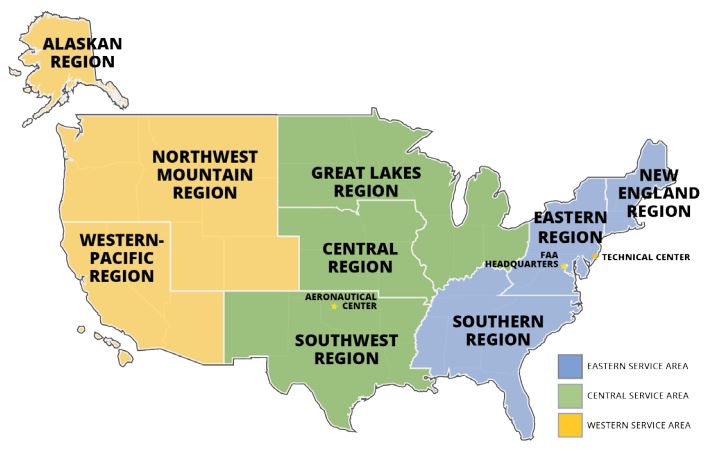 ALASKAN
REGION
NORTHWEST
MOUNTAIN
REGION
GREAT LAKES
REGION
NEW
ENGLAND
REGION
EASTERN
REGION
WESTERN-
PACIFIC
REGION
CENTRAL
REGION
FAA
HEADQUARTERS
TECHNICAL CENTER
AERONAUTICAL
CENTER
SOUTHWEST
REGION
SOUTHERN
REGION
EASTERN SERVICE AREA
CENTRAL SERVICE AREA
WESTERN SERVICE AREA